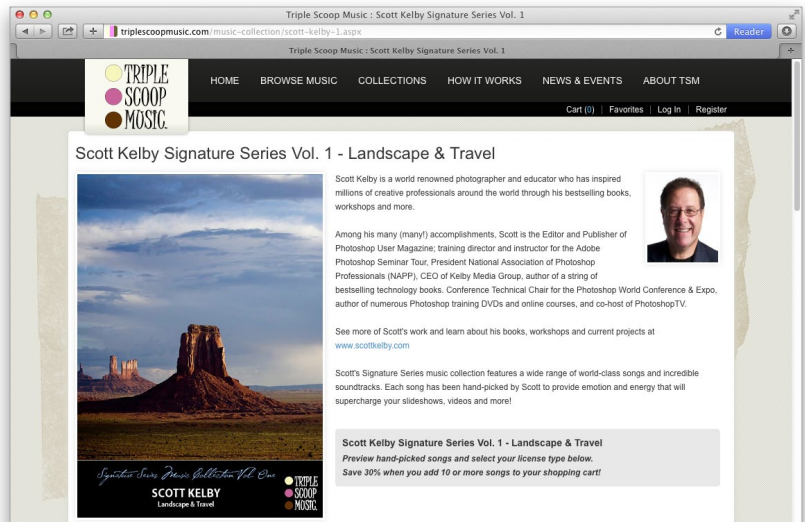 Triple Scoop Music : Scott Kelby Signature Series Vol. 1
triplescoopmusic.com/music-collection/scott-kelby-1.aspx
Reader
Triple Scoop Music : Scott Kelby Signature Series Vol. 1
TRIPLE
SCOOP
MUSIC.
HOME BROWSE MUSIC COLLECTIONS HOW IT WORKS NEWS & EVENTS ABOUT TSM
Cart (0) | Favorites | Log In | Register
Scott Kelby Signature Series Vol. 1 - Landscape & Travel
Scott Kelby is a world renowned photographer and educator who has inspired
millions of creative professionals around the world through his bestselling books,
workshops and more.
Among his many (many!) accomplishments, Scott is the Editor and Publisher of
Photoshop User Magazine; training director and instructor for the Adobe
Photoshop Seminar Tour, President National Association of Photoshop
Professionals (NAPP), CEO of Kelby Media Group, author of a string of
bestselling technology books. Conference Technical Chair for the Photoshop World Conference & Expo,
author of numerous Photoshop training DVDs and online courses, and co-host of PhotoshopTV.
See more of Scott's work and learn about his books, workshops and current projects at
www.scottkelby.com
Scott's Signature Series music collection features a wide range of world-class songs and incredible
soundtracks. Each song has been hand-picked by Scott to provide emotion and energy that will
supercharge your slideshows, videos and more!
Scott Kelby Signature Series Vol. 1 - Landscape & Travel
Preview hand-picked songs and select your license type below.
Save 30% when you add 10 or more songs to your shopping cart!
Signature Series Music Collection Vol. One
SCOTT KELBY
Landscape & Travel
TRIPLE
SCOOP
MUSIC.